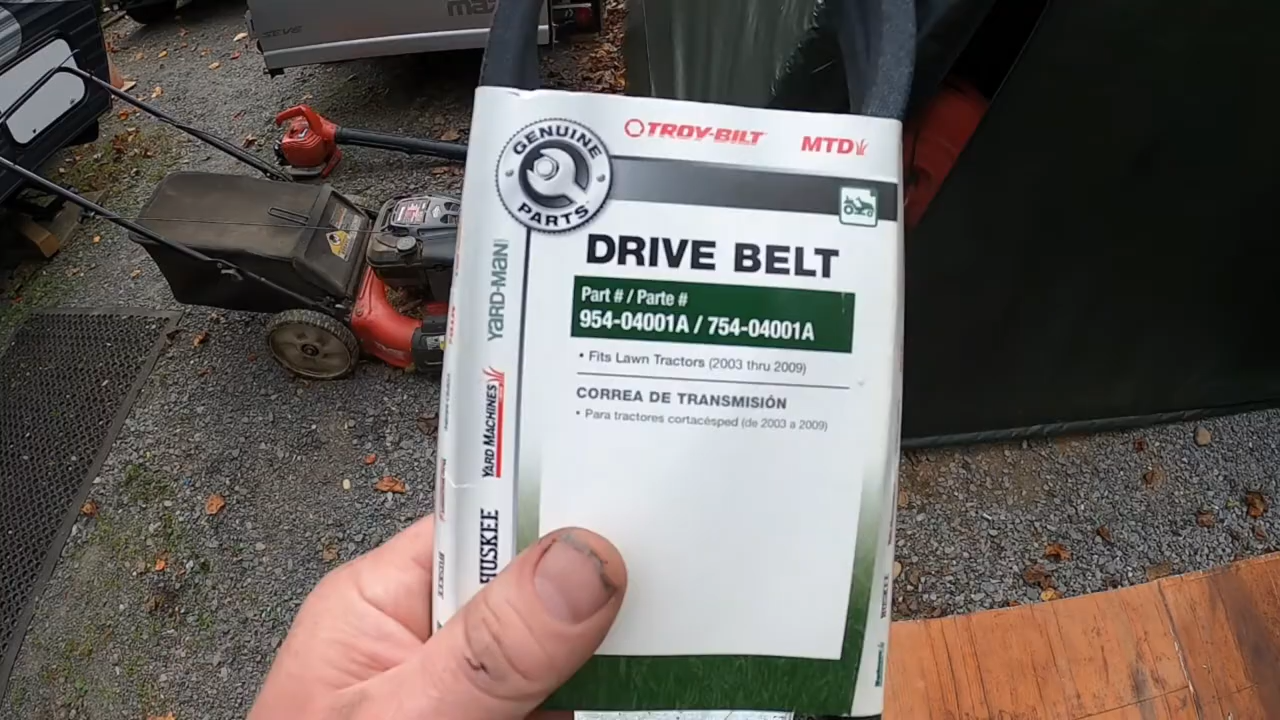 GENUINE
PARTS
TROY-BILT
MTD
DRIVE BELT
Part # / Parte #
954-04001A / 754-04001A
• Fits Lawn Tractors (2003 thru 2009)
CORREA DE TRANSMISIÓN
• Para tractores cortacésped (de 2003 a 2009)
YARD-MAN
YARD MACHINES
HUSKEE
HUSKEE